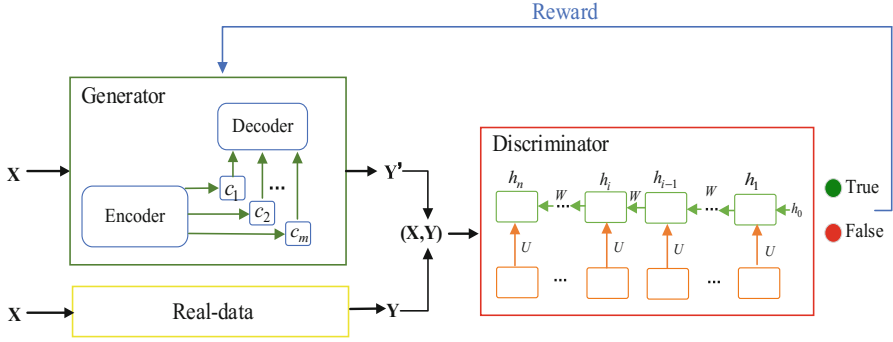 Reward
Generator
Decoder
Encoder
c₁
c₂
...
cₘ
X
Y'
X
Real-data
Y
(X,Y)
Discriminator
hₙ hᵢ hᵢ₋₁ h₁
W ... W W ... h₀
U U U U
... ...
True
False